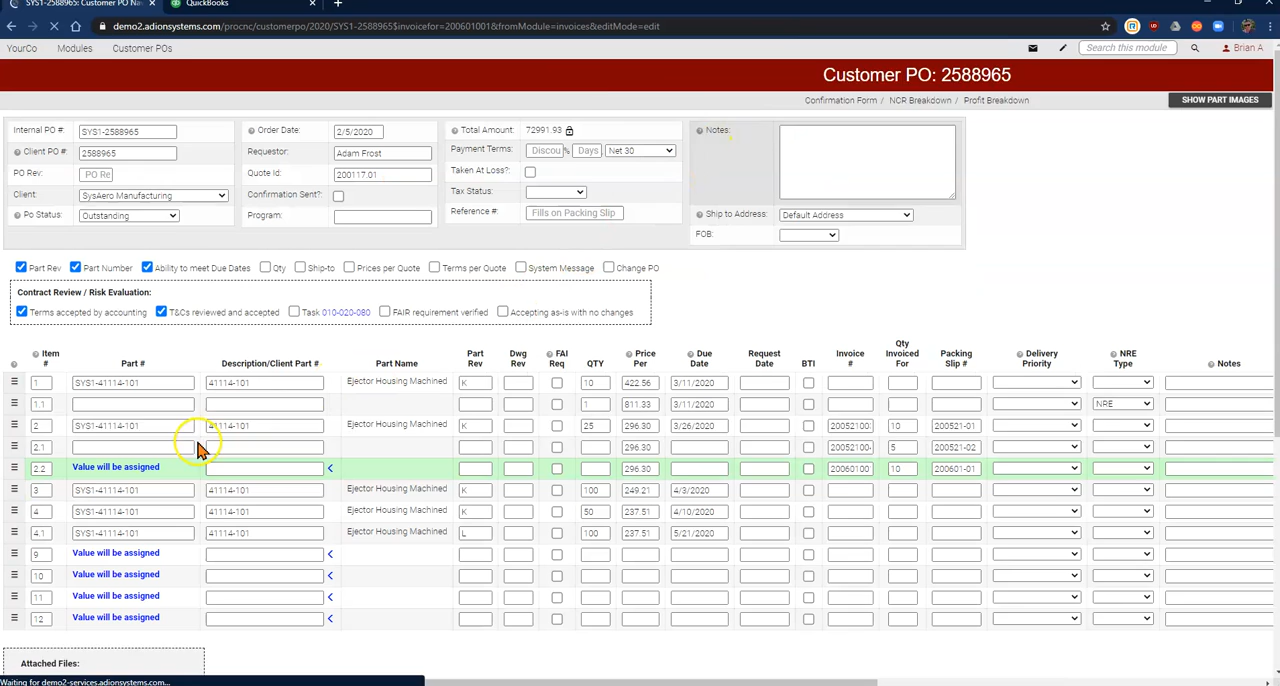 SYS1-2588965: Customer PO Na
QuickBooks
demo2.adionsystems.com/procnc/customerpo/2020/SYS1-2588965$invoicefor=200601001&fromModule=invoices&editMode=edit
YourCo Modules Customer POs Search this module Brian A
Customer PO: 2588965
Confirmation Form / NCR Breakdown / Profit Breakdown SHOW PART IMAGES
Internal PO #: SYS1-2588965 Order Date: 2/5/2020 Total Amount: 72991.93 Notes:
Client PO #: 2588965 Requestor: Adam Frost Payment Terms: Discou % Days Net 30
PO Rev: PO Re Quote Id: 200117.01 Taken At Loss?:
Client: SysAero Manufacturing Confirmation Sent?: Tax Status:
Po Status: Outstanding Program: Reference #: Fills on Packing Slip Ship to Address: Default Address
FOB:
Part Rev Part Number Ability to meet Due Dates Qty Ship-to Prices per Quote Terms per Quote System Message Change PO
Contract Review / Risk Evaluation:
Terms accepted by accounting T&Cs reviewed and accepted Task 010-020-080 FAIR requirement verified Accepting as-is with no changes
Item # Part # Description/Client Part # Part Name Part Rev Dwg Rev FAI Req QTY Price Per Due Date Request Date BTI Invoice # Qty Invoiced For Packing Slip # Delivery Priority NRE Type Notes
1 SYS1-41114-101 41114-101 Ejector Housing Machined K 10 422.56 3/11/2020
1.1 1 811.33 3/11/2020 NRE
2 SYS1-41114-101 41114-101 Ejector Housing Machined K 25 296.30 3/26/2020 20052100 10 200521-01
2.1 296.30 20052100 5 200521-02
2.2 Value will be assigned < 296.30 20060100 10 200601-01
3 SYS1-41114-101 41114-101 Ejector Housing Machined K 100 249.21 4/3/2020
4 SYS1-41114-101 41114-101 Ejector Housing Machined K 50 237.51 4/10/2020
4.1 SYS1-41114-101 41114-101 Ejector Housing Machined L 100 237.51 5/21/2020
9 Value will be assigned <
10 Value will be assigned <
11 Value will be assigned <
12 Value will be assigned <
Attached Files:
Waiting for demo2-services.adionsystems.com...